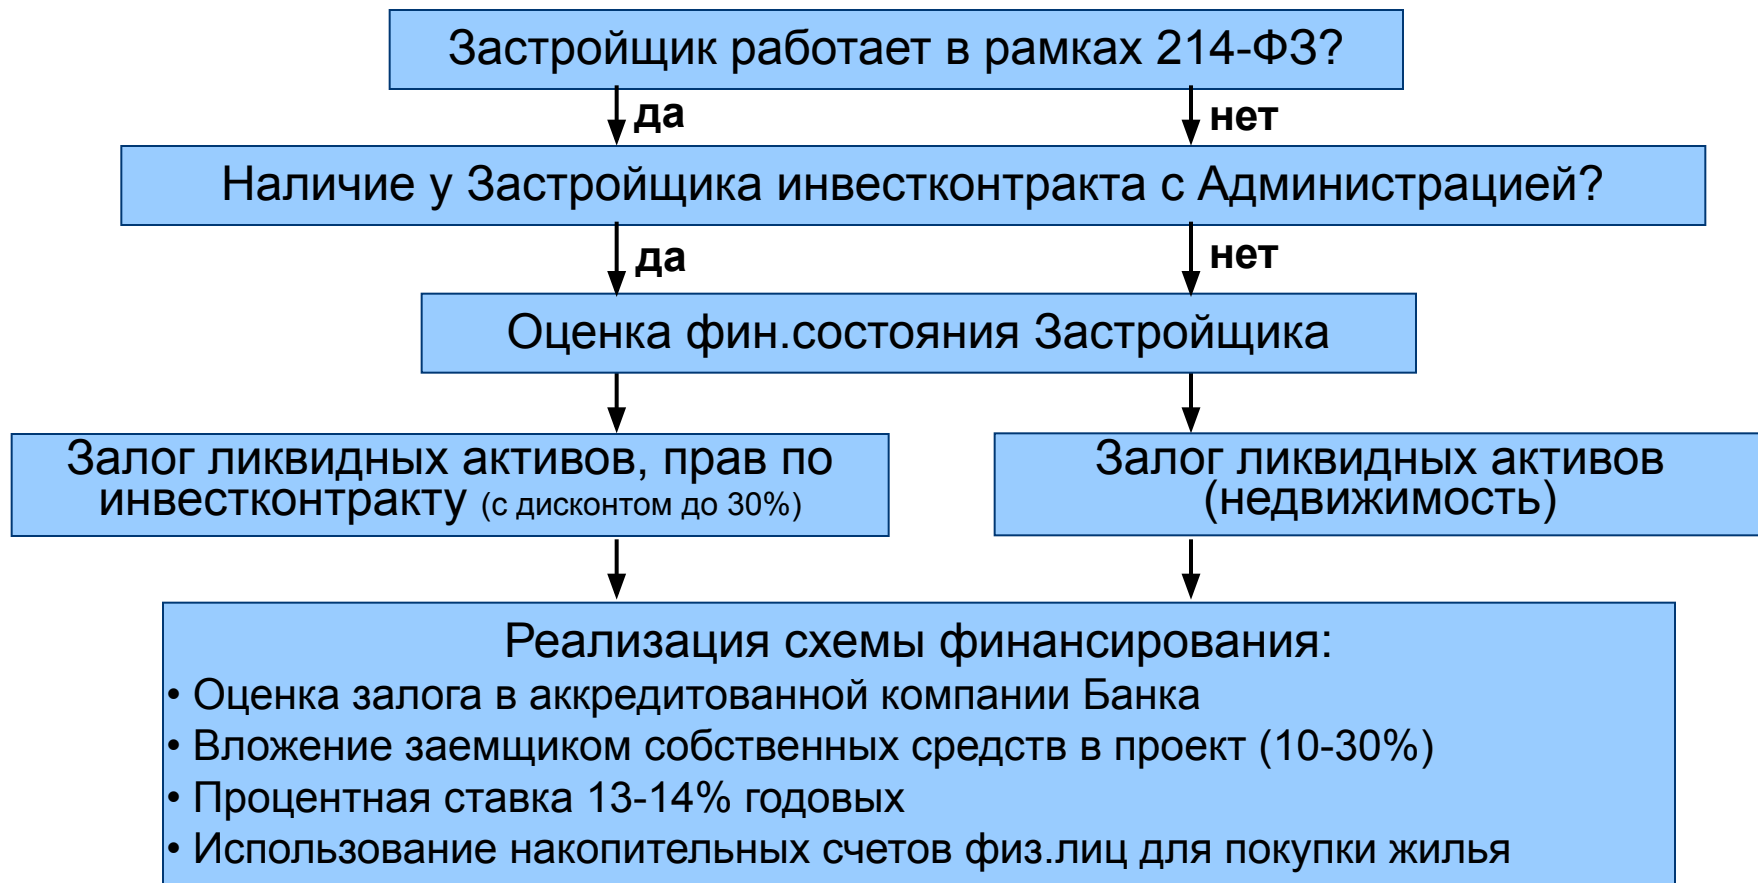 Застройщик работает в рамках 214-ФЗ?
да
нет
Наличие у Застройщика инвестконтракта с Администрацией?
да
нет
Оценка фин.состояния Застройщика
Залог ликвидных активов, прав по
инвестконтракту (с дисконтом до 30%)
Залог ликвидных активов
(недвижимость)
Реализация схемы финансирования:
• Оценка залога в аккредитованной компании Банка
• Вложение заемщиком собственных средств в проект (10-30%)
• Процентная ставка 13-14% годовых
• Использование накопительных счетов физ.лиц для покупки жилья